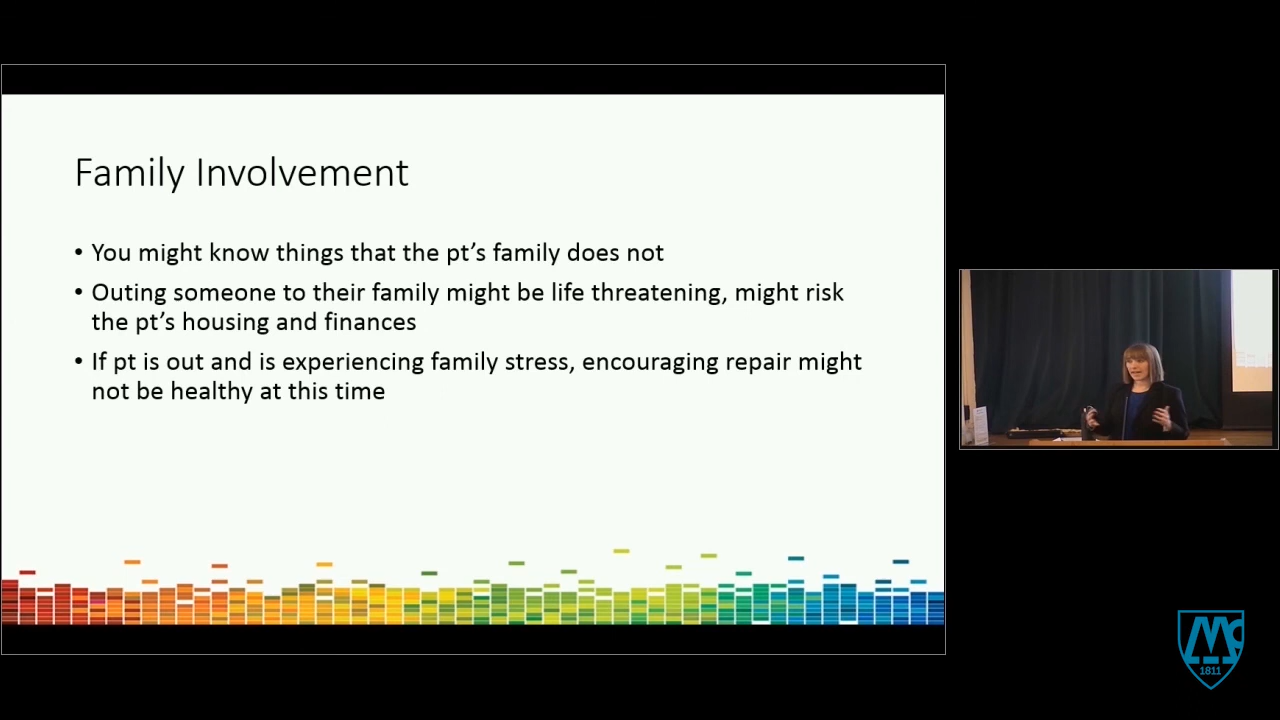 Family Involvement
• You might know things that the pt’s family does not
• Outing someone to their family might be life threatening, might risk
the pt’s housing and finances
• If pt is out and is experiencing family stress, encouraging repair might
not be healthy at this time
Mc
1811